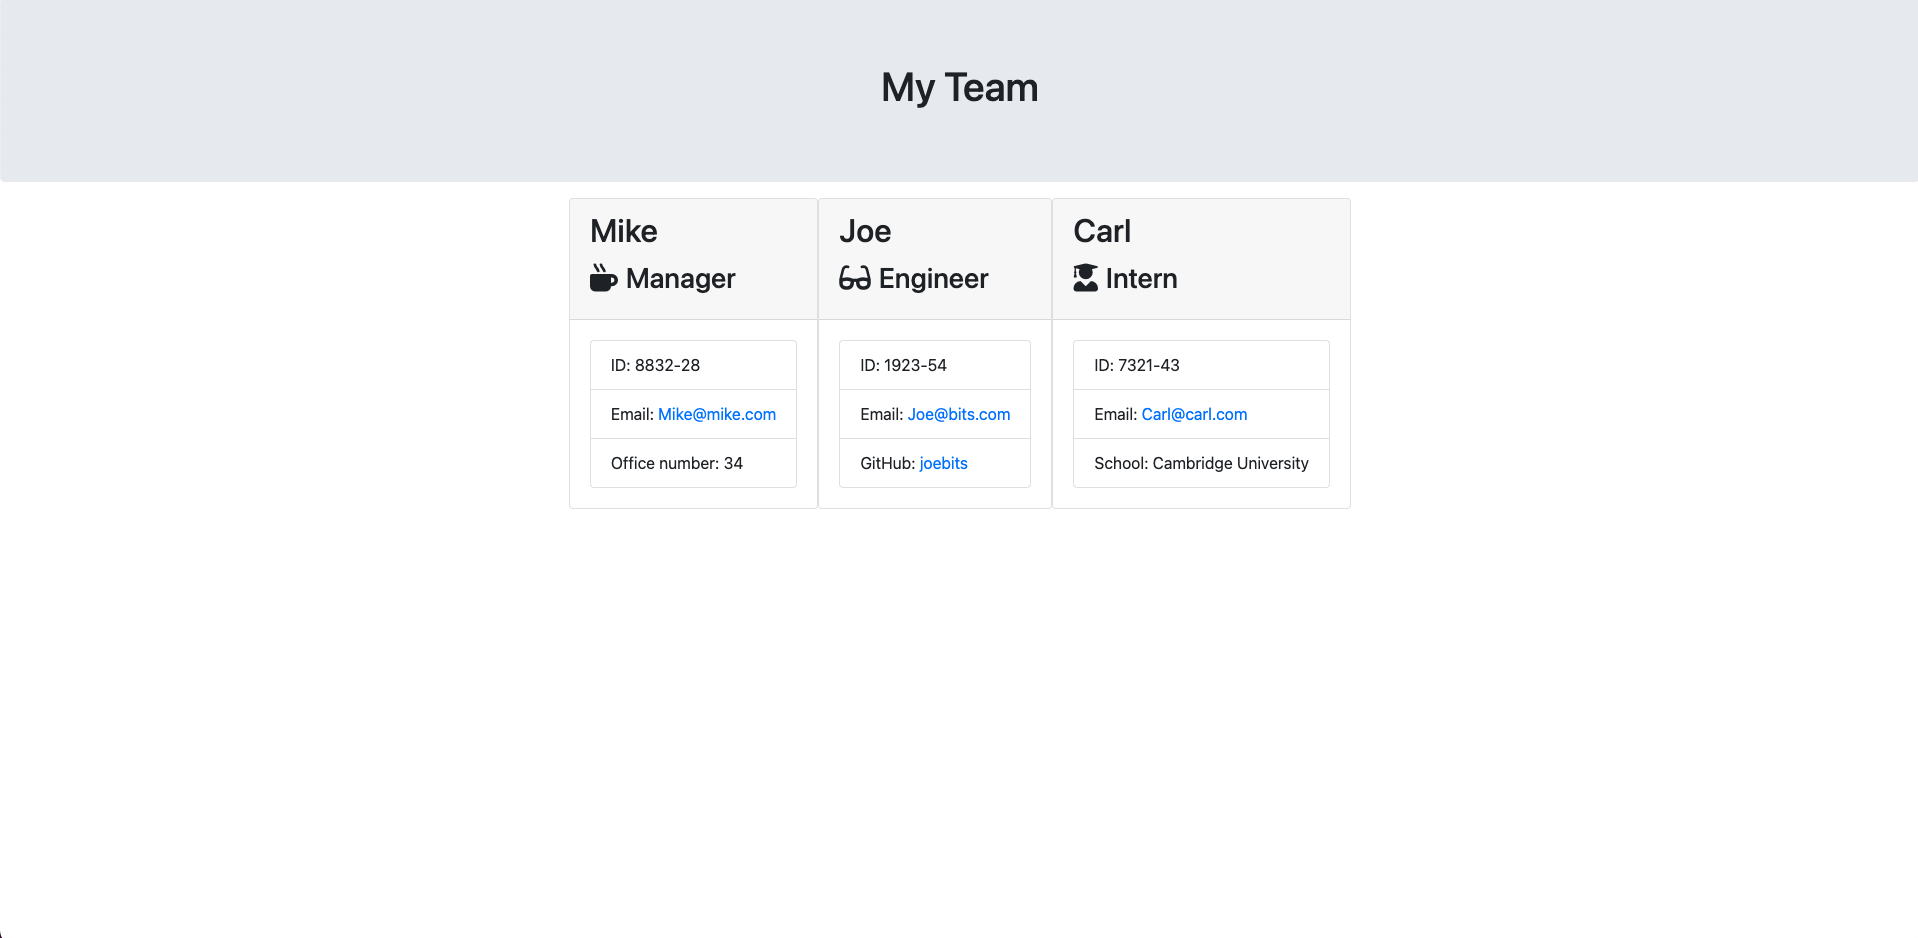 My Team
Mike
Manager
ID: 8832-28
Email: Mike@mike.com
Office number: 34
Joe
Engineer
ID: 1923-54
Email: Joe@bits.com
GitHub: joebits
Carl
Intern
ID: 7321-43
Email: Carl@carl.com
School: Cambridge University